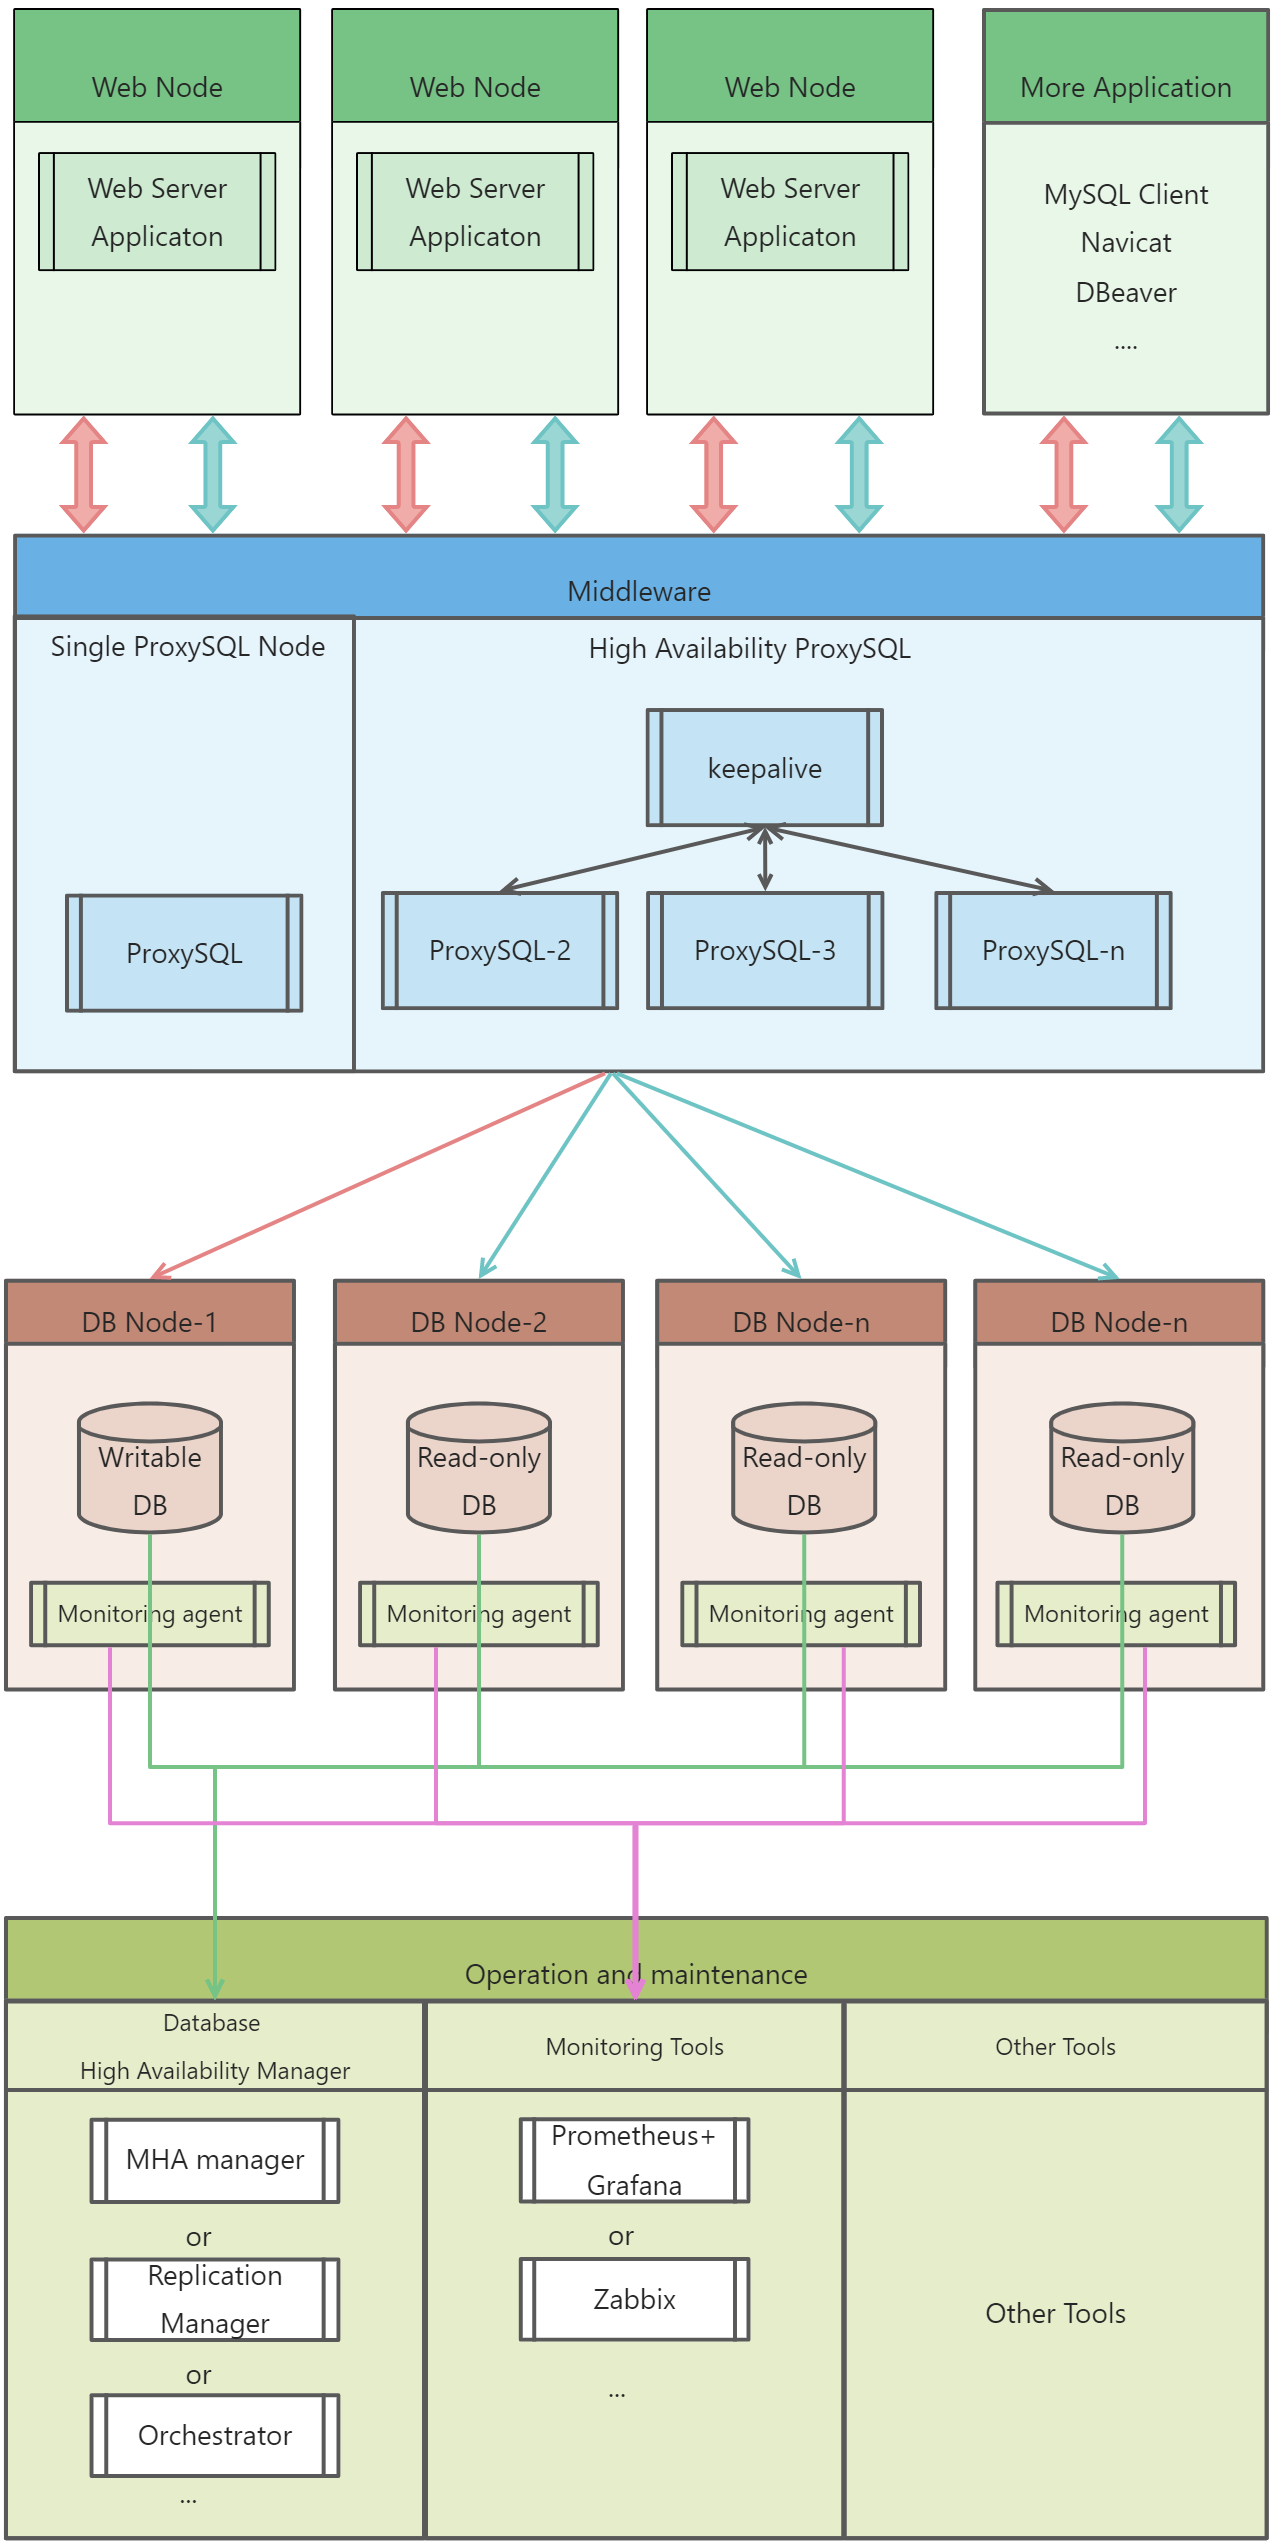 Web Node
Web Node
Web Node
More Application
Web Server
Applicaton
Web Server
Applicaton
Web Server
Applicaton
MySQL Client
Navicat
DBeaver
....
Middleware
Single ProxySQL Node
High Availability ProxySQL
keepalive
ProxySQL
ProxySQL-2
ProxySQL-3
ProxySQL-n
DB Node-1
DB Node-2
DB Node-n
DB Node-n
Writable
DB
Read-only
DB
Read-only
DB
Read-only
DB
Monitoring agent
Monitoring agent
Monitoring agent
Monitoring agent
Operation and maintenance
Database
High Availability Manager
Monitoring Tools
Other Tools
MHA manager
or
Replication
Manager
or
Orchestrator
...
Prometheus+
Grafana
or
Zabbix
...
Other Tools